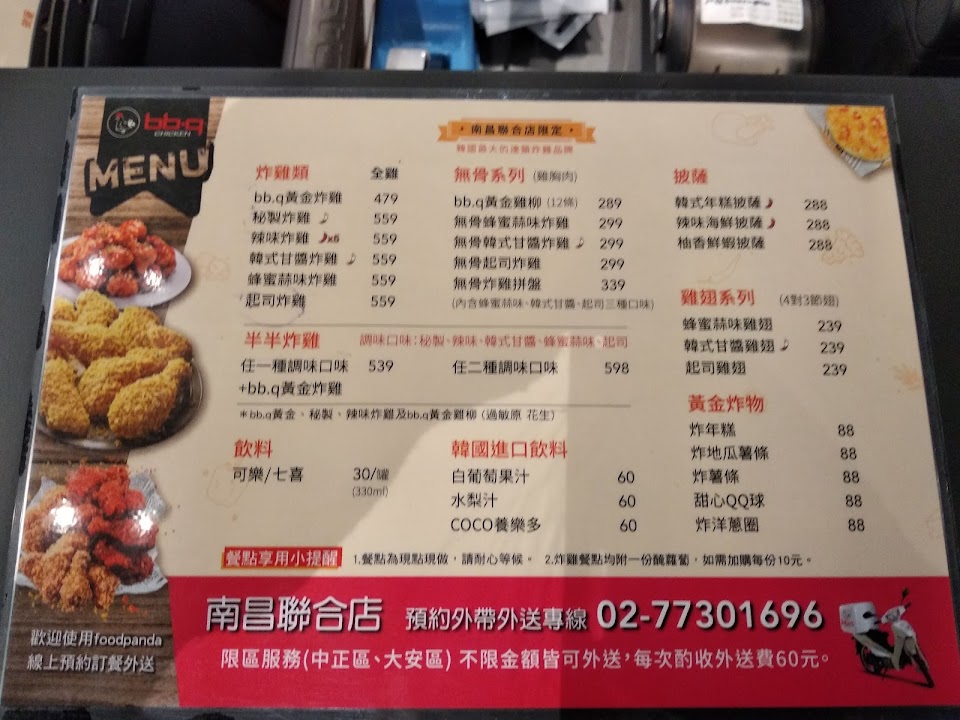 bb.q
CHICKEN
MENU
・南昌聯合店限定・
韓國最大的連鎖炸雞品牌
炸雞類 全雞
bb.q黃金炸雞 479
秘製炸雞 559
辣味炸雞 x5 559
韓式甘醬炸雞 559
蜂蜜蒜味炸雞 559
起司炸雞 559
無骨系列 (雞胸肉)
bb.q黃金雞柳 (12條) 289
無骨蜂蜜蒜味炸雞 299
無骨韓式甘醬炸雞 299
無骨起司炸雞 299
無骨炸雞拼盤 339
(內含蜂蜜蒜味、韓式甘醬、起司三種口味)
披薩
韓式年糕披薩 288
辣味海鮮披薩 288
柚香鮮蝦披薩 288
雞翅系列 (4對3節翅)
蜂蜜蒜味雞翅 239
韓式甘醬雞翅 239
起司雞翅 239
半半炸雞 調味口味:秘製、辣味、韓式甘醬、蜂蜜蒜味、起司
任一種調味口味 539
+bb.q黃金炸雞
任二種調味口味 598
＊bb.q黃金、秘製、辣味炸雞及bb.q黃金雞柳 (過敏原 花生)
黃金炸物
炸年糕 88
炸地瓜薯條 88
炸薯條 88
甜心QQ球 88
炸洋蔥圈 88
飲料
可樂/七喜 30/罐
(330ml)
韓國進口飲料
白葡萄果汁 60
水梨汁 60
COCO養樂多 60
餐點享用小提醒 1.餐點為現點現做，請耐心等候。 2.炸雞餐點均附一份醃蘿蔔，如需加購每份10元。
歡迎使用foodpanda
線上預約訂餐外送
南昌聯合店 預約外帶外送專線 02-77301696
限區服務(中正區、大安區) 不限金額皆可外送，每次酌收外送費60元。